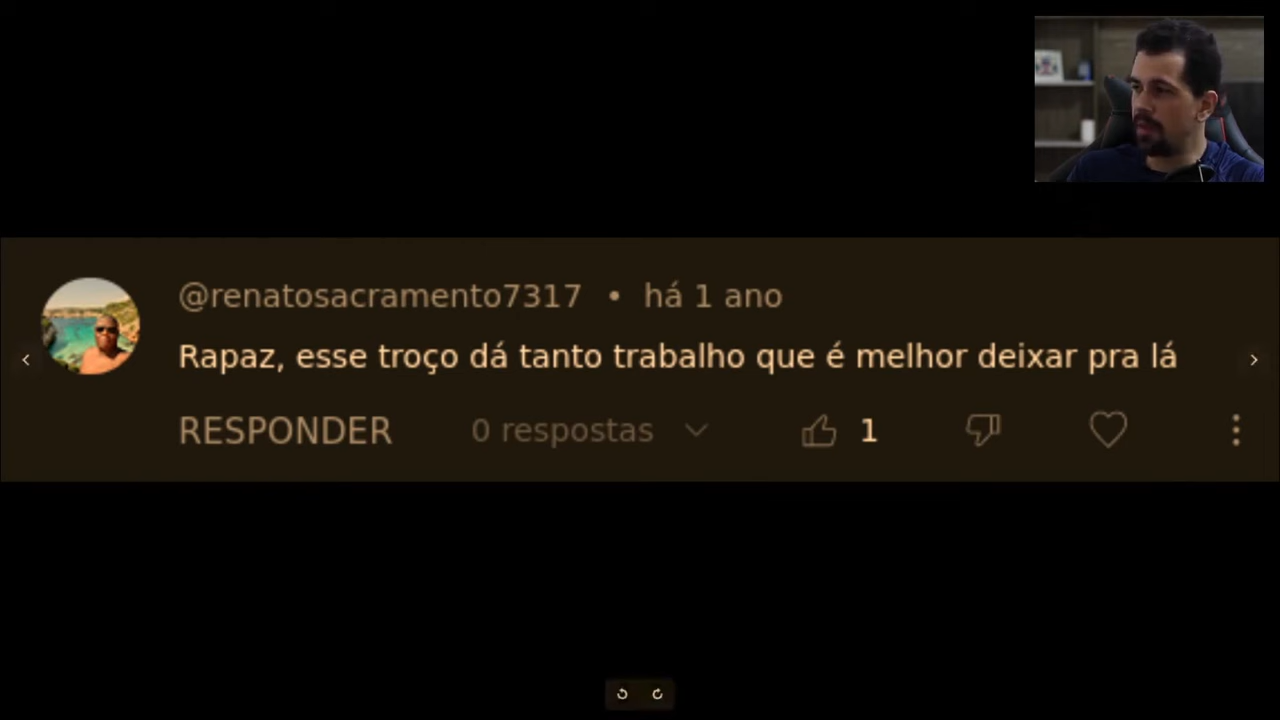 @renatosacramento7317 • há 1 ano
Rapaz, esse troço dá tanto trabalho que é melhor deixar pra lá
RESPONDER 0 respostas 1